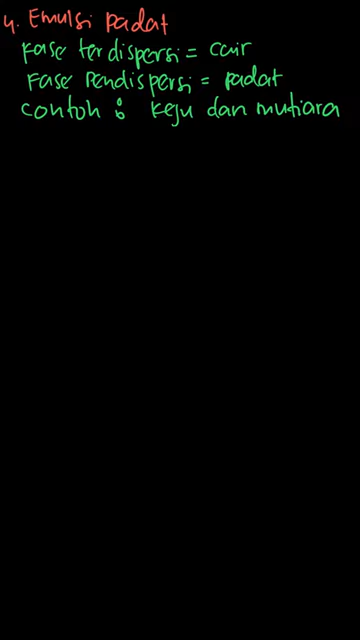 4. Emulsi padat
Fase terdispersi = cair
Fase Pendispersi = padat
contoh : keju dan mutiara